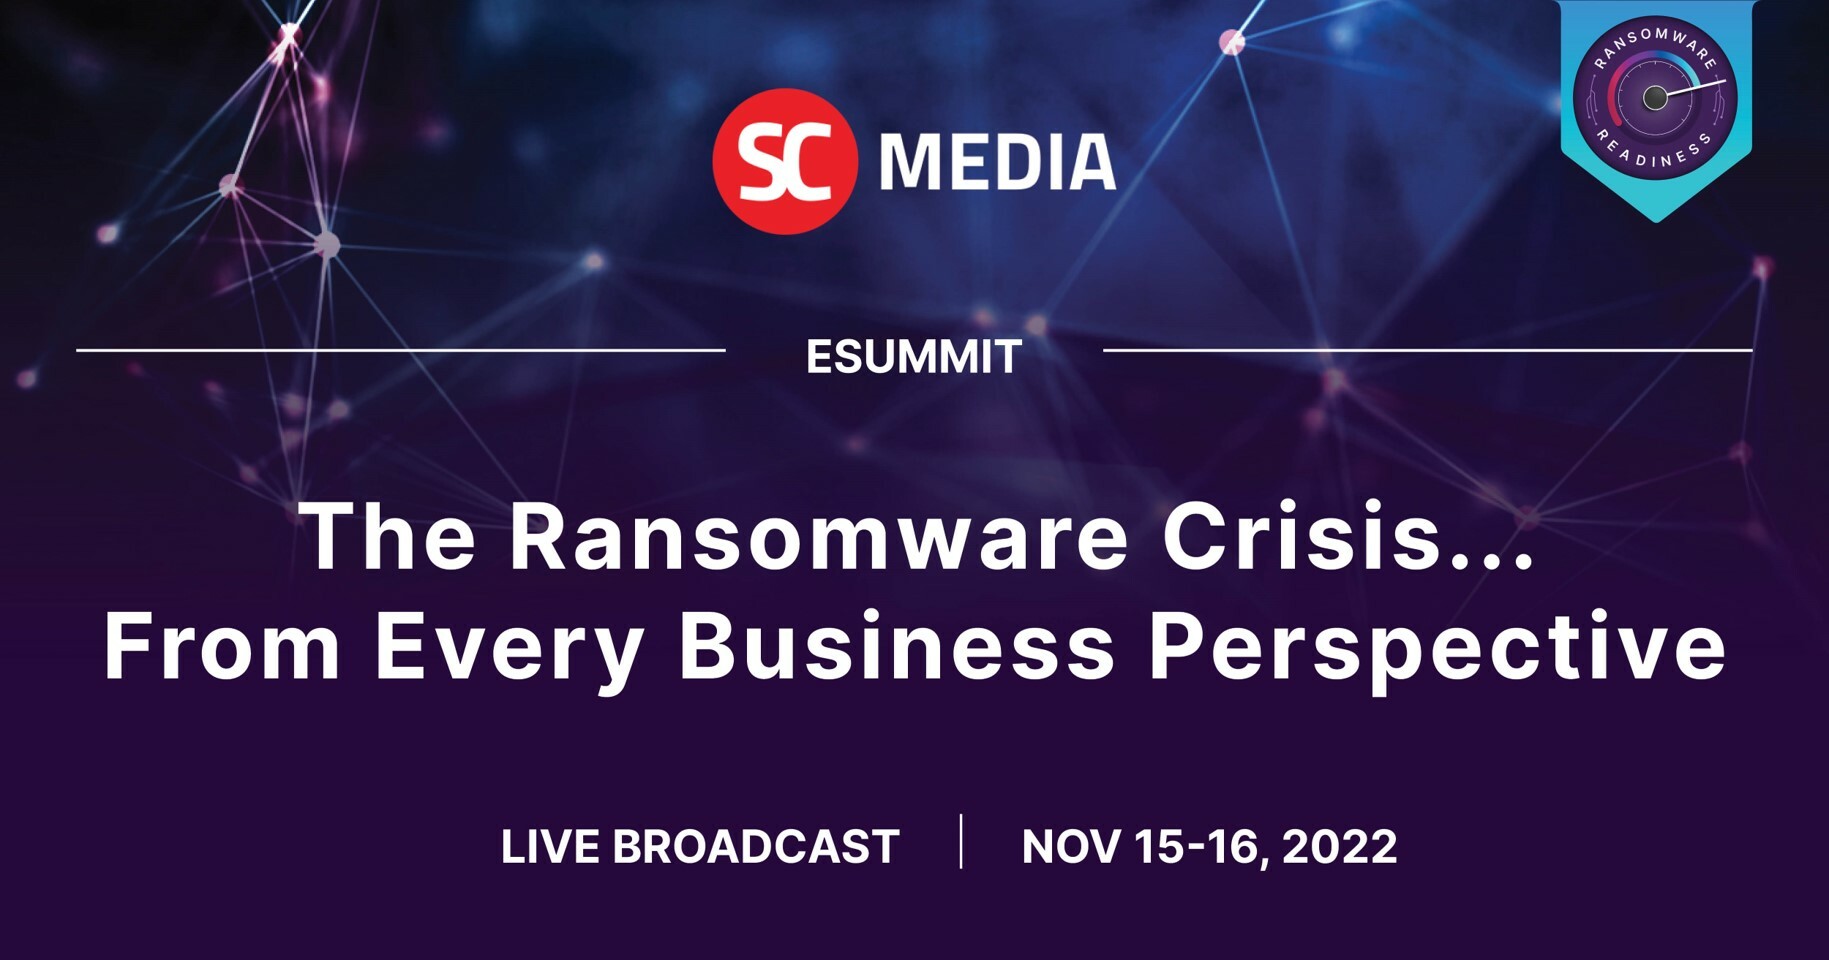 SC MEDIA
RANSOMWARE
READINESS
ESUMMIT
The Ransomware Crisis...
From Every Business Perspective
LIVE BROADCAST | NOV 15-16, 2022